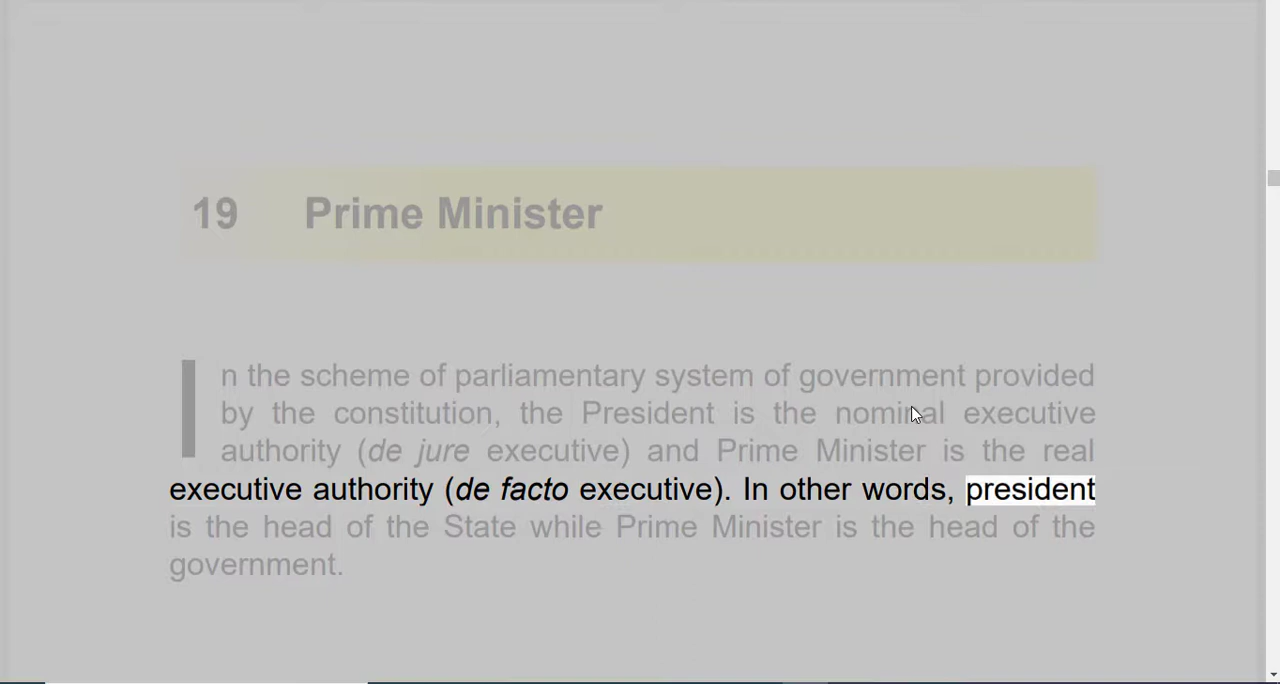 19 Prime Minister
In the scheme of parliamentary system of government provided
by the constitution, the President is the nominal executive
authority (de jure executive) and Prime Minister is the real
executive authority (de facto executive). In other words, president
is the head of the State while Prime Minister is the head of the
government.